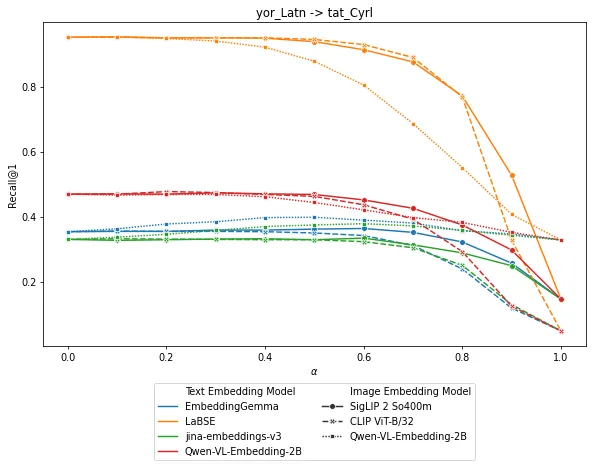 yor_Latn -> tat_Cyrl
Recall@1
0.8
0.6
0.4
0.2
0.0 0.2 0.4 0.6 0.8 1.0
α
Text Embedding Model
EmbeddingGemma
LaBSE
jina-embeddings-v3
Qwen-VL-Embedding-2B
Image Embedding Model
SigLIP 2 So400m
CLIP ViT-B/32
Qwen-VL-Embedding-2B